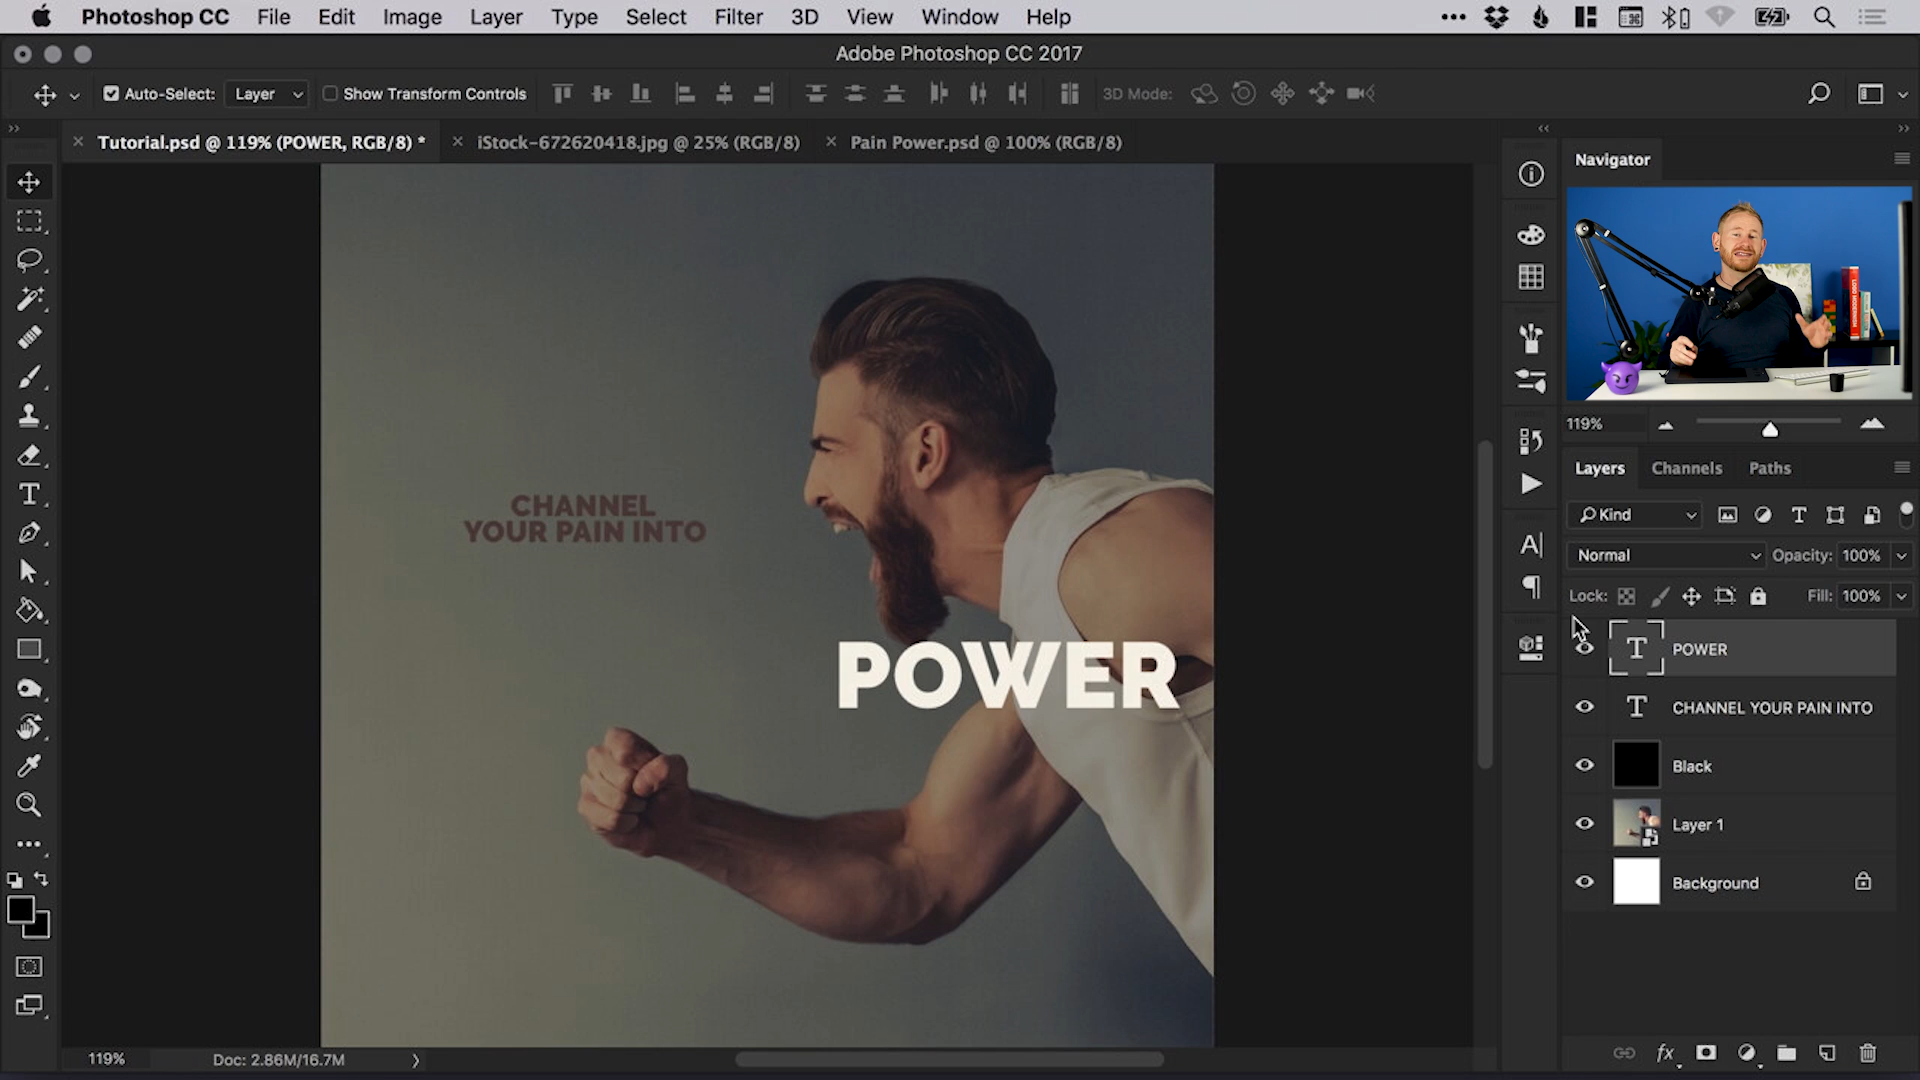 Photoshop CC File Edit Image Layer Type Select Filter 3D View Window Help
Adobe Photoshop CC 2017
Auto-Select: Layer Show Transform Controls 3D Mode:
Tutorial.psd @ 119% (POWER, RGB/8) * iStock-672620418.jpg @ 25% (RGB/8) Pain Power.psd @ 100% (RGB/8)
Navigator
119%
Layers Channels Paths
Kind
Normal Opacity: 100%
Lock: Fill: 100%
CHANNEL
YOUR PAIN INTO
POWER
POWER
CHANNEL YOUR PAIN INTO
Black
Layer 1
Background
119% Doc: 2.86M/16.7M
fx